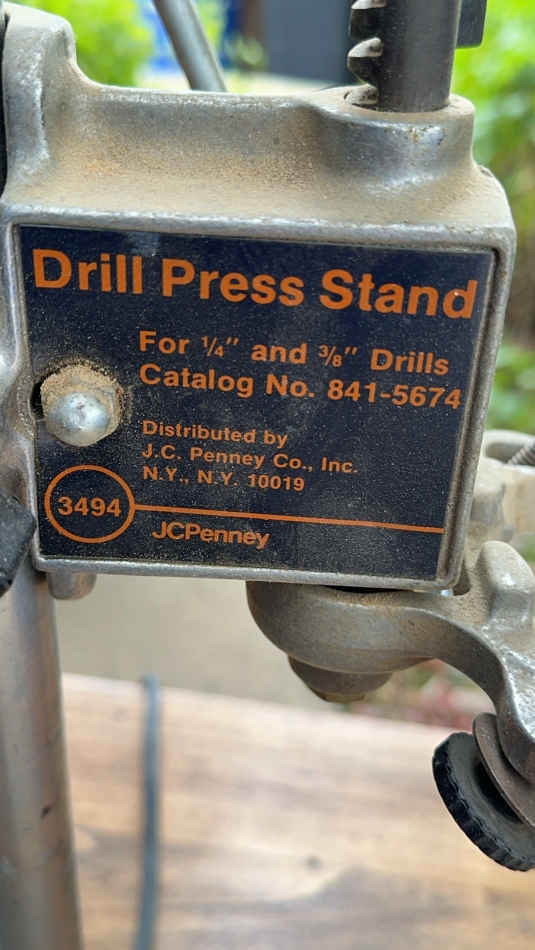 Drill Press Stand
For ¼" and ⅜" Drills
Catalog No. 841-5674
Distributed by
J.C. Penney Co., Inc.
N.Y., N.Y. 10019
3494
JCPenney